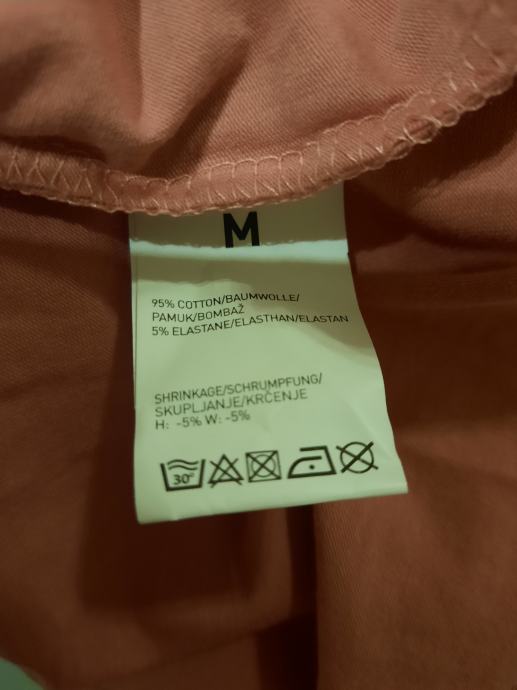 M
95% COTTON/BAUMWOLLE/
PAMUK/BOMBAŽ
5% ELASTANE/ELASTHAN/ELASTAN
SHRINKAGE/SCHRUMPFUNG/
SKUPLJANJE/KRČENJE
H: -5% W: -5%
30°